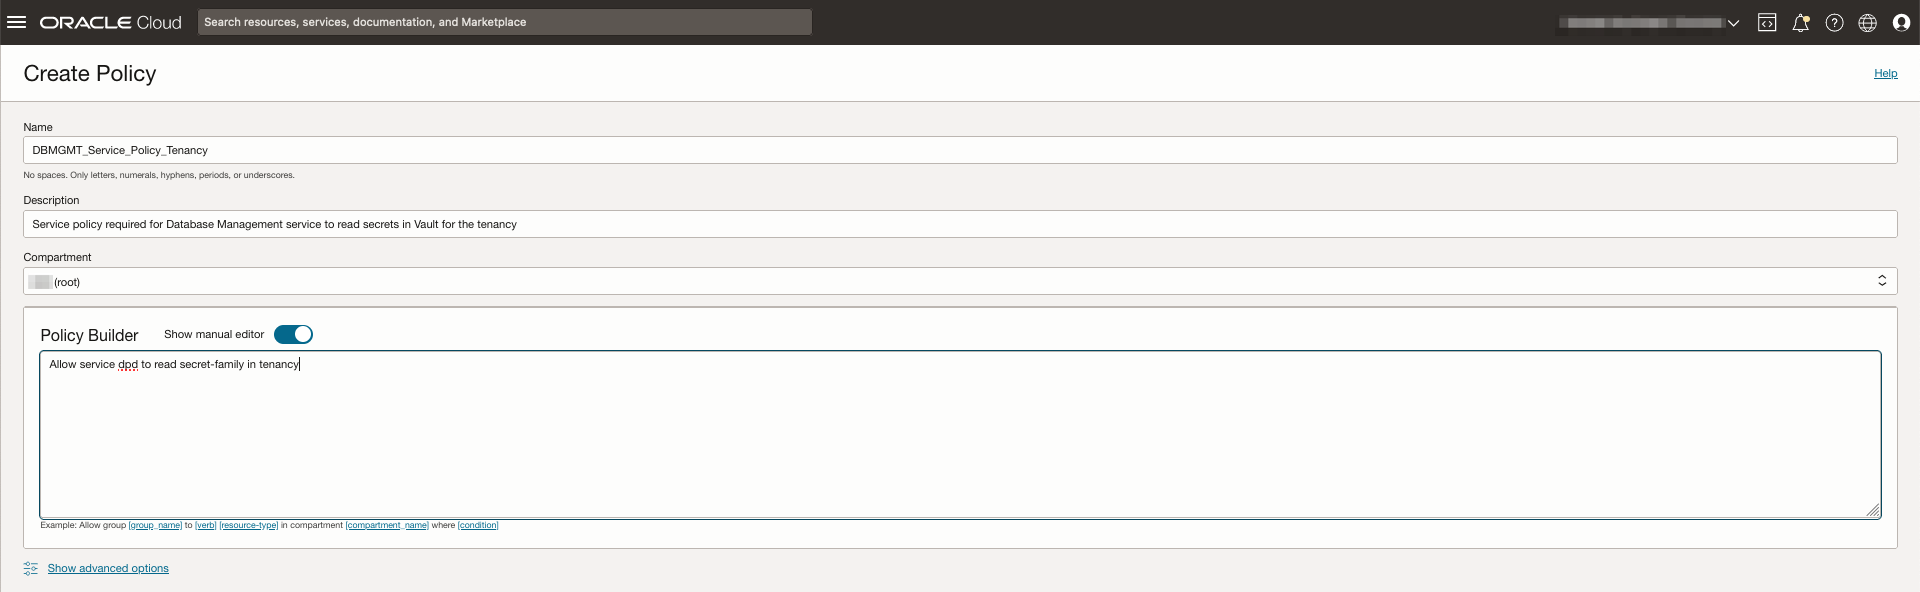 ORACLE Cloud
Search resources, services, documentation, and Marketplace
Create Policy
Help
Name
DBMGMT_Service_Policy_Tenancy
No spaces. Only letters, numerals, hyphens, periods, or underscores.
Description
Service policy required for Database Management service to read secrets in Vault for the tenancy
Compartment
(root)
Policy Builder
Show manual editor
Allow service dpd to read secret-family in tenancy
Example: Allow group [group_name] to [verb] [resource-type] in compartment [compartment_name] where [condition]
Show advanced options